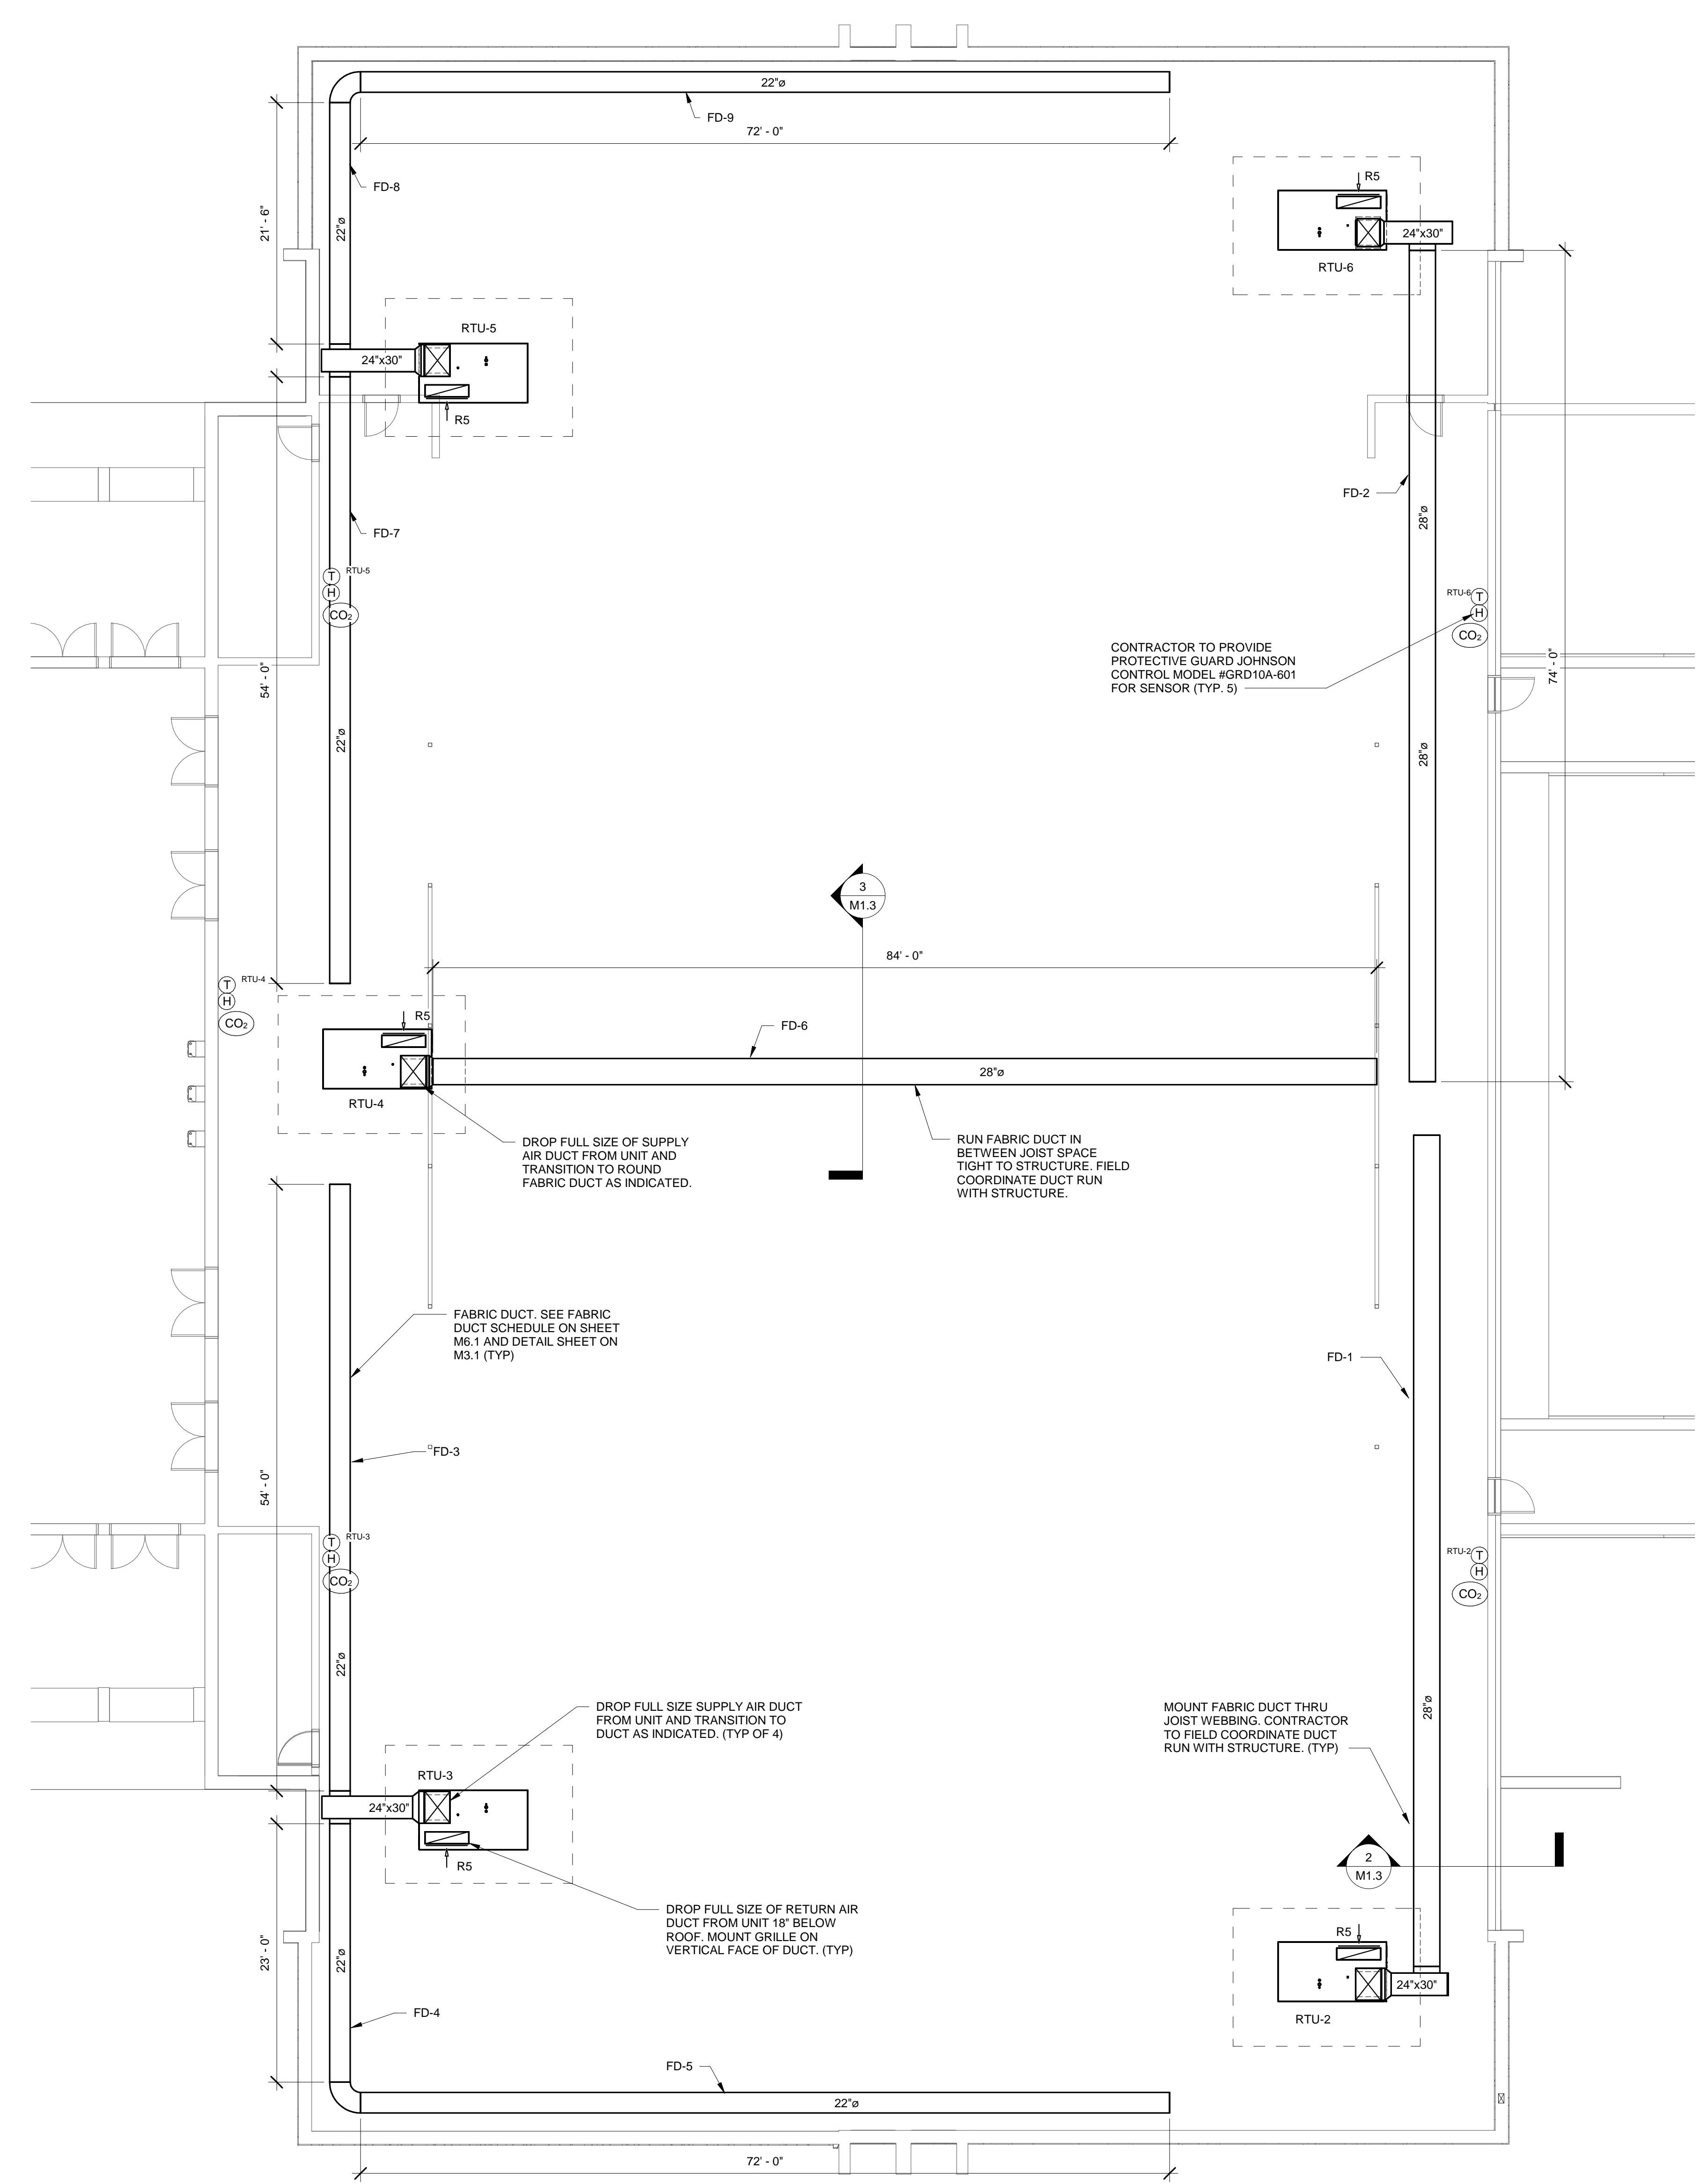 22"ø
FD-9
72' - 0"
FD-8
21' - 6"
22"ø
R5
24"x30"
RTU-6
RTU-5
24"x30"
R5
FD-2
28"ø
FD-7
RTU-5
T
H
CO₂
RTU-6
T
H
CO₂
CONTRACTOR TO PROVIDE
PROTECTIVE GUARD JOHNSON
CONTROL MODEL #GRD10A-601
FOR SENSOR (TYP. 5)
54' - 0"
74' - 0"
22"ø
28"ø
3
M1.3
84' - 0"
RTU-4
T
H
CO₂
R5
FD-6
28"ø
RTU-4
DROP FULL SIZE OF SUPPLY
AIR DUCT FROM UNIT AND
TRANSITION TO ROUND
FABRIC DUCT AS INDICATED.
RUN FABRIC DUCT IN
BETWEEN JOIST SPACE
TIGHT TO STRUCTURE. FIELD
COORDINATE DUCT RUN
WITH STRUCTURE.
FABRIC DUCT. SEE FABRIC
DUCT SCHEDULE ON SHEET
M6.1 AND DETAIL SHEET ON
M3.1 (TYP)
FD-1
FD-3
54' - 0"
RTU-3
T
H
CO₂
RTU-2
T
H
CO₂
22"ø
28"ø
DROP FULL SIZE SUPPLY AIR DUCT
FROM UNIT AND TRANSITION TO
DUCT AS INDICATED. (TYP OF 4)
MOUNT FABRIC DUCT THRU
JOIST WEBBING. CONTRACTOR
TO FIELD COORDINATE DUCT
RUN WITH STRUCTURE. (TYP)
RTU-3
24"x30"
R5
2
M1.3
DROP FULL SIZE OF RETURN AIR
DUCT FROM UNIT 18" BELOW
ROOF. MOUNT GRILLE ON
VERTICAL FACE OF DUCT. (TYP)
23' - 0"
22"ø
R5
24"x30"
RTU-2
FD-4
FD-5
22"ø
72' - 0"